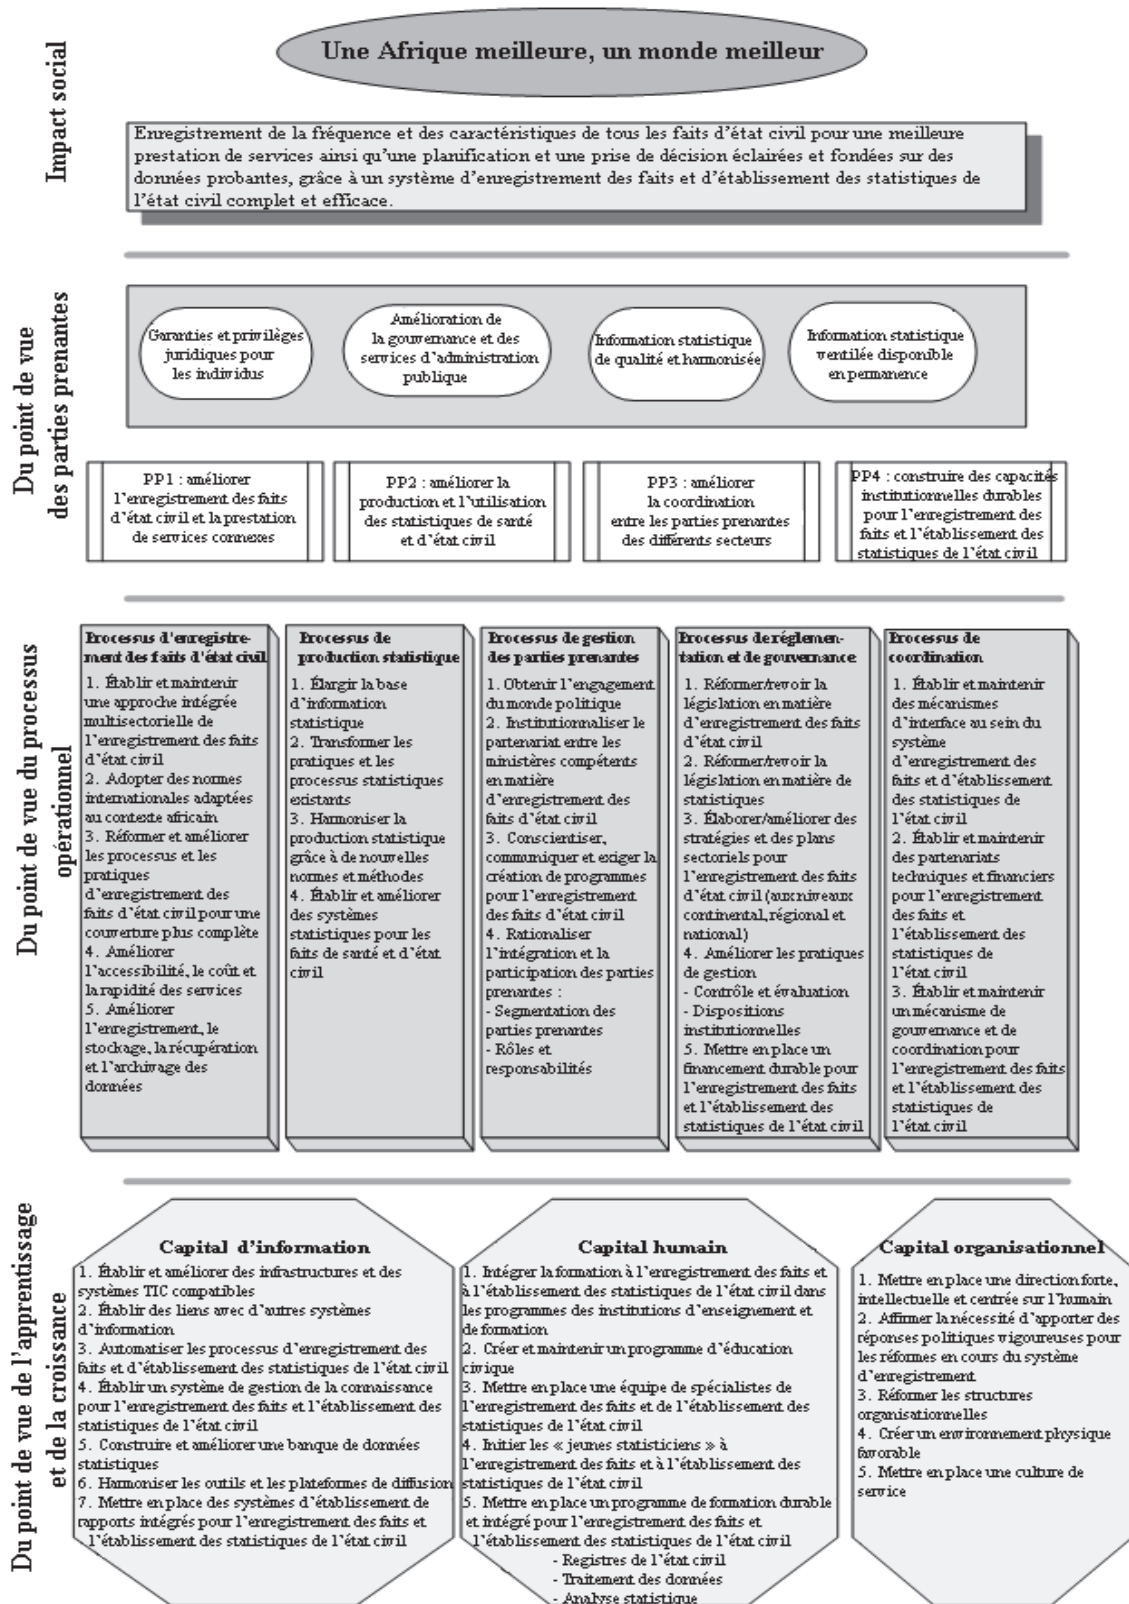 Impact social
Une Afrique meilleure, un monde meilleur
Enregistrement de la fréquence et des caractéristiques de tous les faits d'état civil pour une meilleure
prestation de services ainsi qu'une planification et une prise de décision éclairées et fondées sur des
données probantes, grâce à un système d'enregistrement des faits et d'établissement des statistiques de
l'état civil complet et efficace.
Du point de vue
des parties prenantes
Garanties et privilèges
juridiques pour
les individus
Amélioration de
la gouvernance et des
services d'administration
publique
Information statistique
de qualité et harmonisée
Information statistique
ventilée disponible
en permanence
PP1 : améliorer
l'enregistrement des faits
d'état civil et la prestation
de services connexes
PP2 : améliorer la
production et l'utilisation
des statistiques de santé
et d'état civil
PP3 : améliorer
la coordination
entre les parties prenantes
des différents secteurs
PP4 : construire des capacités
institutionnelles durables
pour l'enregistrement des
faits et l'établissement des
statistiques de l'état civil
Du point de vue du processus
opérationnel
Processus d'enregistre-
ment des faits d'état civil
1. Établir et maintenir
une approche intégrée
multisectorielle de
l'enregistrement des faits
d'état civil
2. Adopter des normes
internationales adaptées
au contexte africain
3. Réformer et améliorer
les processus et les
pratiques
d'enregistrement des
faits d'état civil pour une
couverture plus complète
4. Améliorer
l'accessibilité, le coût et
la rapidité des services
5. Améliorer
l'enregistrement, le
stockage, la récupération
et l'archivage des
données
Processus de
production statistique
1. Élargir la base
d'information
statistique
2. Transformer les
pratiques et les
processus statistiques
existants
3. Harmoniser la
production statistique
grâce à de nouvelles
normes et méthodes
4. Établir et améliorer
des systèmes
statistiques pour les
faits de santé et d'état
civil
Processus de gestion
des parties prenantes
1. Obtenir l'engagement
du monde politique
2. Institutionnaliser le
partenariat entre les
ministères compétents
en matière
d'enregistrement des
faits d'état civil
3. Conscientiser,
communiquer et exiger la
création de programmes
pour l'enregistrement
des faits d'état civil
4. Rationaliser
l'intégration et la
participation des parties
prenantes :
- Segmentation des
parties prenantes
- Rôles et
responsabilités
Processus de réglemen-
tation et de gouvernance
1. Réformer/revoir la
législation en matière
d'enregistrement des faits
d'état civil
2. Réformer/revoir la
législation en matière de
statistiques
3. Élaborer/améliorer des
stratégies et des plans
sectoriels pour
l'enregistrement des faits
d'état civil (aux niveaux
continental, régional et
national)
4. Améliorer les pratiques
de gestion
- Contrôle et évaluation
- Dispositions
institutionnelles
5. Mettre en place un
financement durable pour
l'enregistrement des faits
et l'établissement des
statistiques de l'état civil
Processus de
coordination
1. Établir et maintenir
des mécanismes
d'interface au sein du
système
d'enregistrement des
faits et d'établissement
des statistiques de
l'état civil
2. Établir et maintenir
des partenariats
techniques et financiers
pour l'enregistrement
des faits et
l'établissement des
statistiques de
l'état civil
3. Établir et maintenir
un mécanisme de
gouvernance et de
coordination pour
l'enregistrement des faits
et l'établissement des
statistiques de
l'état civil
Du point de vue de l'apprentissage
et de la croissance
Capital d'information
1. Établir et améliorer des infrastructures et des
systèmes TIC compatibles
2. Établir des liens avec d'autres systèmes
d'information
3. Automatiser les processus d'enregistrement des
faits et d'établissement des statistiques de l'état civil
4. Établir un système de gestion de la connaissance
pour l'enregistrement des faits et l'établissement des
statistiques de l'état civil
5. Construire et améliorer une banque de données
statistiques
6. Harmoniser les outils et les plateformes de diffusion
7. Mettre en place des systèmes d'établissement de
rapports intégrés pour l'enregistrement des faits et
l'établissement des statistiques de l'état civil
Capital humain
1. Intégrer la formation à l'enregistrement des faits et
à l'établissement des statistiques de l'état civil dans
les programmes des institutions d'enseignement et
de formation
2. Créer et maintenir un programme d'éducation
civique
3. Mettre en place une équipe de spécialistes de
l'enregistrement des faits et de l'établissement des
statistiques de l'état civil
4. Initier les « jeunes statisticiens » à
l'enregistrement des faits et à l'établissement des
statistiques de l'état civil
5. Mettre en place un programme de formation durable
et intégré pour l'enregistrement des faits et
l'établissement des statistiques de l'état civil
- Registres de l'état civil
- Traitement des données
- Analyse statistique
Capital organisationnel
1. Mettre en place une direction forte,
intellectuelle et centrée sur l'humain
2. Affirmer la nécessité d'apporter des
réponses politiques vigoureuses pour
les réformes en cours du système
d'enregistrement
3. Réformer les structures
organisationnelles
4. Créer un environnement physique
favorable
5. Mettre en place une culture de
service